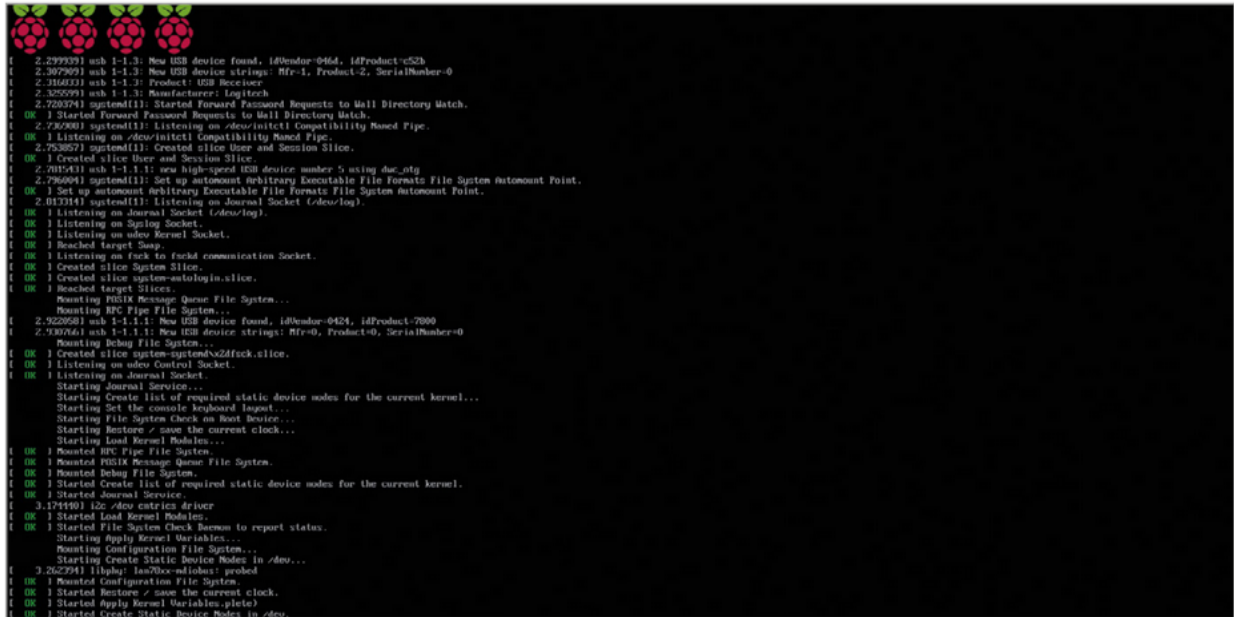 [    2.299939] usb 1-1.3: New USB device found, idVendor=046d, idProduct=c52b
[    2.307909] usb 1-1.3: New USB device strings: Mfr=1, Product=2, SerialNumber=0
[    2.316833] usb 1-1.3: Product: USB Receiver
[    2.325599] usb 1-1.3: Manufacturer: Logitech
[    2.720374] systemd[1]: Started Forward Password Requests to Wall Directory Watch.
[  OK  ] Started Forward Password Requests to Wall Directory Watch.
[    2.736908] systemd[1]: Listening on /dev/initctl Compatibility Named Pipe.
[  OK  ] Listening on /dev/initctl Compatibility Named Pipe.
[    2.753857] systemd[1]: Created slice User and Session Slice.
[  OK  ] Created slice User and Session Slice.
[    2.781543] usb 1-1.1.1: new high-speed USB device number 5 using dwc_otg
[    2.796004] systemd[1]: Set up automount Arbitrary Executable File Formats File System Automount Point.
[  OK  ] Set up automount Arbitrary Executable File Formats File System Automount Point.
[    2.813314] systemd[1]: Listening on Journal Socket (/dev/log).
[  OK  ] Listening on Journal Socket (/dev/log).
[  OK  ] Listening on Syslog Socket.
[  OK  ] Listening on udev Kernel Socket.
[  OK  ] Reached target Swap.
[  OK  ] Listening on fsck to fsckd communication Socket.
[  OK  ] Created slice System Slice.
[  OK  ] Created slice system-autologin.slice.
[  OK  ] Reached target Slices.
         Mounting POSIX Message Queue File System...
         Mounting RPC Pipe File System...
[    2.922058] usb 1-1.1.1: New USB device found, idVendor=0424, idProduct=7800
[    2.930766] usb 1-1.1.1: New USB device strings: Mfr=0, Product=0, SerialNumber=0
         Mounting Debug File System...
[  OK  ] Created slice system-systemd\x2dfsck.slice.
[  OK  ] Listening on udev Control Socket.
[  OK  ] Listening on Journal Socket.
         Starting Journal Service...
         Starting Create list of required static device nodes for the current kernel...
         Starting Set the console keyboard layout...
         Starting File System Check on Root Device...
         Starting Restore / save the current clock...
         Starting Load Kernel Modules...
[  OK  ] Mounted RPC Pipe File System.
[  OK  ] Mounted POSIX Message Queue File System.
[  OK  ] Mounted Debug File System.
[  OK  ] Started Create list of required static device nodes for the current kernel.
[  OK  ] Started Journal Service.
[    3.174440] i2c /dev entries driver
[  OK  ] Started Load Kernel Modules.
[  OK  ] Started File System Check Daemon to report status.
         Starting Apply Kernel Variables...
         Mounting Configuration File System...
         Starting Create Static Device Nodes in /dev...
[    3.262394] libphy: lan78xx-mdiobus: probed
[  OK  ] Mounted Configuration File System.
[  OK  ] Started Restore / save the current clock.
[  OK  ] Started Apply Kernel Variables.plete)
[  OK  ] Started Create Static Device Nodes in /dev.